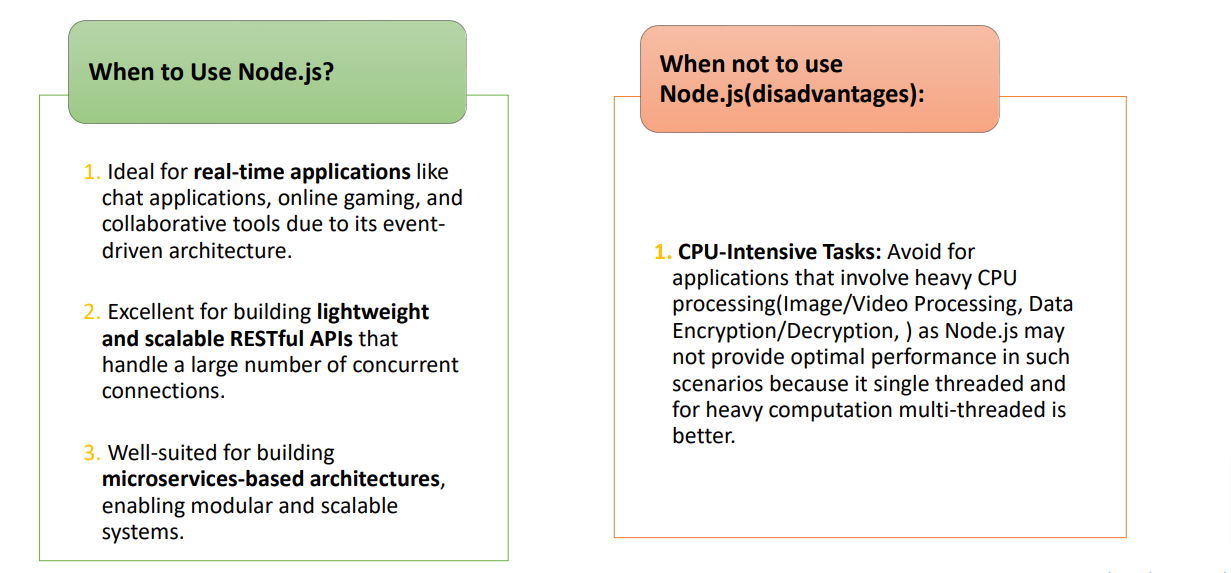 When to Use Node.js?
1. Ideal for real-time applications like
chat applications, online gaming, and
collaborative tools due to its event-
driven architecture.
2. Excellent for building lightweight
and scalable RESTful APIs that
handle a large number of concurrent
connections.
3. Well-suited for building
microservices-based architectures,
enabling modular and scalable
systems.
When not to use
Node.js(disadvantages):
1. CPU-Intensive Tasks: Avoid for
applications that involve heavy CPU
processing(Image/Video Processing, Data
Encryption/Decryption, ) as Node.js may
not provide optimal performance in such
scenarios because it single threaded and
for heavy computation multi-threaded is
better.